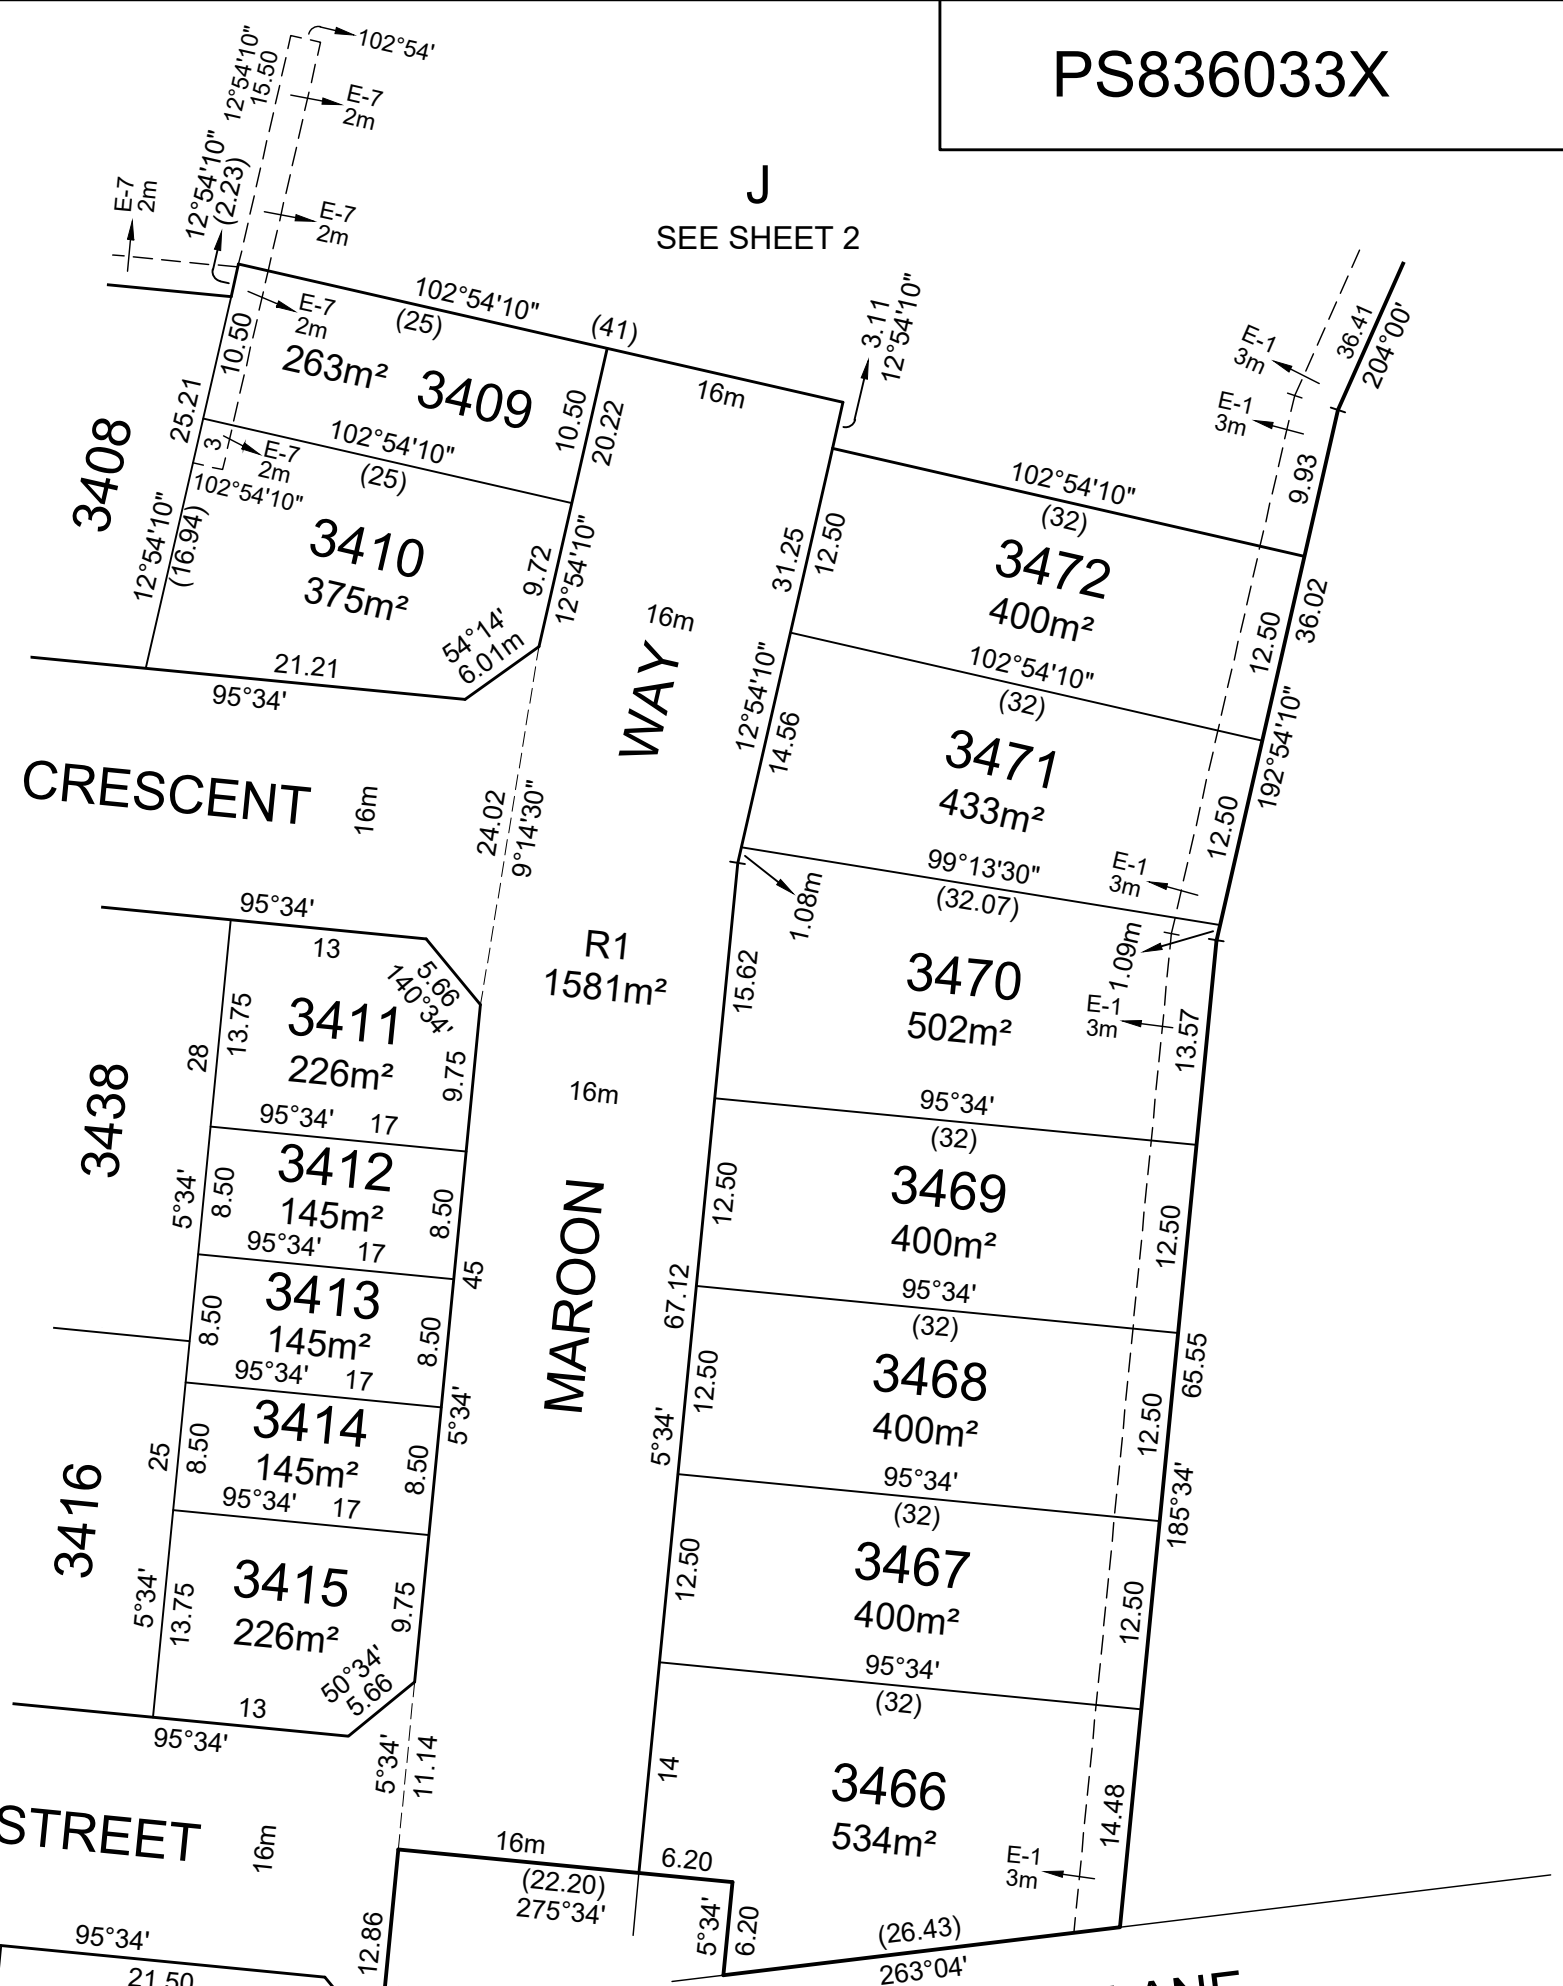 PS836033X
102°54'
12°54'10"
15.50
E-7
2m
12°54'10"
(2.23)
E-7
2m
E-7
2m
J
SEE SHEET 2
102°54'10"
(25)
(41)
16m
3.11
12°54'10"
E-7
2m
10.50
263m²
3409
10.50
20.22
25.21
3408
102°54'10"
(25)
3
E-7
2m
102°54'10"
12°54'10"
(16.94)
3410
375m²
9.72
12°54'10"
54°14'
6.01m
21.21
95°34'
36.41
204°00'
E-1
3m
E-1
3m
9.93
102°54'10"
(32)
3472
400m²
31.25
12.50
12.50
36.02
16m
WAY
102°54'10"
(32)
12°54'10"
14.56
3471
433m²
12.50
192°54'10"
CRESCENT
16m
24.02
9°14'30"
99°13'30"
(32.07)
E-1
3m
1.08m
1.09m
95°34'
13
5.66
140°34'
R1
1581m²
15.62
3470
502m²
E-1
3m
13.57
28
13.75
3411
226m²
9.75
3438
16m
95°34'
17
95°34'
(32)
3412
145m²
8.50
8.50
5°34'
12.50
3469
400m²
12.50
95°34'
17
45
MAROON
67.12
95°34'
(32)
3413
145m²
8.50
8.50
95°34'
17
5°34'
12.50
3468
400m²
65.55
12.50
3414
145m²
8.50
8.50
25
3416
5°34'
95°34'
(32)
185°34'
95°34'
17
3415
226m²
5°34'
13.75
9.75
12.50
3467
400m²
12.50
50°34'
5.66
13
95°34'
95°34'
(32)
5°34'
11.14
14
3466
534m²
14.48
E-1
3m
STREET
16m
16m
6.20
(22.20)
275°34'
5°34'
6.20
(26.43)
263°04'
12.86
95°34'
21.50